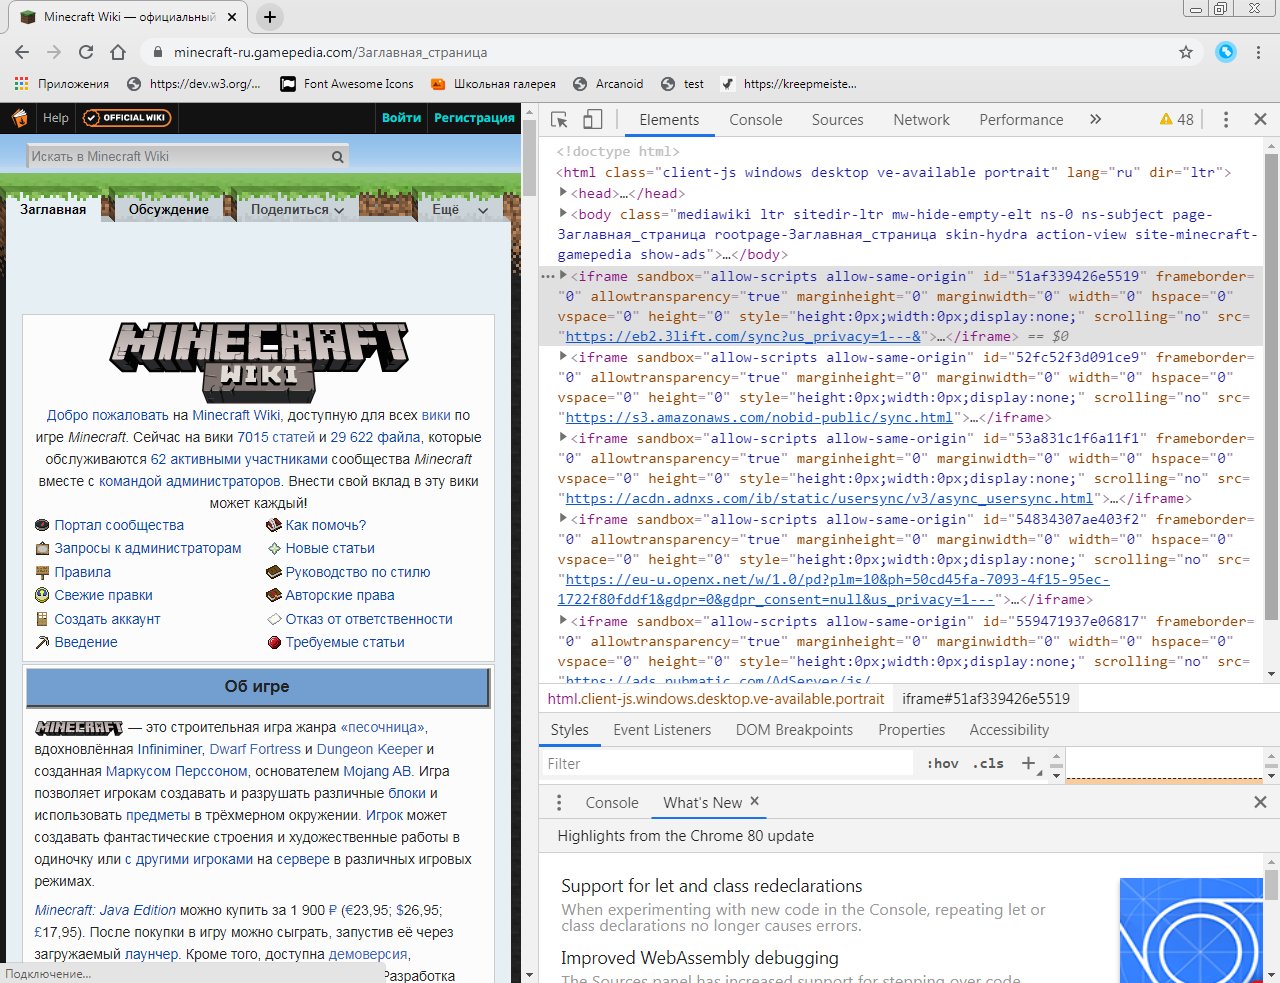 Minecraft Wiki — официальный
minecraft-ru.gamepedia.com/Заглавная_страница
Приложения https://dev.w3.org/... Font Awesome Icons Школьная галерея Arcanoid test https://kreepmeiste...
Help OFFICIAL WIKI Войти Регистрация
Искать в Minecraft Wiki
Заглавная Обсуждение Поделиться Ещё
MINECRAFT
WIKI
Добро пожаловать на Minecraft Wiki, доступную для всех вики по
игре Minecraft. Сейчас на вики 7015 статей и 29 622 файла, которые
обслуживаются 62 активными участниками сообщества Minecraft
вместе с командой администраторов. Внести свой вклад в эту вики
может каждый!
Портал сообщества Как помочь?
Запросы к администраторам Новые статьи
Правила Руководство по стилю
Свежие правки Авторские права
Создать аккаунт Отказ от ответственности
Введение Требуемые статьи
Об игре
MINECRAFT — это строительная игра жанра «песочница»,
вдохновлённая Infiniminer, Dwarf Fortress и Dungeon Keeper и
созданная Маркусом Перссоном, основателем Mojang AB. Игра
позволяет игрокам создавать и разрушать различные блоки и
использовать предметы в трёхмерном окружении. Игрок может
создавать фантастические строения и художественные работы в
одиночку или с другими игроками на сервере в различных игровых
режимах.
Minecraft: Java Edition можно купить за 1 900 ₽ (€23,95; $26,95;
£17,95). После покупки в игру можно сыграть, запустив её через
загружаемый лаунчер. Кроме того, доступна демоверсия,
Разработка
Подключение...
Elements Console Sources Network Performance » 48
<!doctype html>
<html class="client-js windows desktop ve-available portrait" lang="ru" dir="ltr">
<head>…</head>
<body class="mediawiki ltr sitedir-ltr mw-hide-empty-elt ns-0 ns-subject page-
Заглавная_страница rootpage-Заглавная_страница skin-hydra action-view site-minecraft-
gamepedia show-ads">…</body>
<iframe sandbox="allow-scripts allow-same-origin" id="51af339426e5519" frameborder=
"0" allowtransparency="true" marginheight="0" marginwidth="0" width="0" hspace="0"
vspace="0" height="0" style="height:0px;width:0px;display:none;" scrolling="no" src=
"https://eb2.3lift.com/sync?us_privacy=1---&">…</iframe> == $0
<iframe sandbox="allow-scripts allow-same-origin" id="52fc52f3d091ce9" frameborder=
"0" allowtransparency="true" marginheight="0" marginwidth="0" width="0" hspace="0"
vspace="0" height="0" style="height:0px;width:0px;display:none;" scrolling="no" src=
"https://s3.amazonaws.com/nobid-public/sync.html">…</iframe>
<iframe sandbox="allow-scripts allow-same-origin" id="53a831c1f6a11f1" frameborder=
"0" allowtransparency="true" marginheight="0" marginwidth="0" width="0" hspace="0"
vspace="0" height="0" style="height:0px;width:0px;display:none;" scrolling="no" src=
"https://acdn.adnxs.com/ib/static/usersync/v3/async_usersync.html">…</iframe>
<iframe sandbox="allow-scripts allow-same-origin" id="54834307ae403f2" frameborder=
"0" allowtransparency="true" marginheight="0" marginwidth="0" width="0" hspace="0"
vspace="0" height="0" style="height:0px;width:0px;display:none;" scrolling="no" src=
"https://eu-u.openx.net/w/1.0/pd?plm=10&ph=50cd45fa-7093-4f15-95ec-
1722f80fddf1&gdpr=0&gdpr_consent=null&us_privacy=1---">…</iframe>
<iframe sandbox="allow-scripts allow-same-origin" id="559471937e06817" frameborder=
"0" allowtransparency="true" marginheight="0" marginwidth="0" width="0" hspace="0"
vspace="0" height="0" style="height:0px;width:0px;display:none;" scrolling="no" src=
"https://ads.pubmatic.com/AdServer/js/
html.client-js.windows.desktop.ve-available.portrait iframe#51af339426e5519
Styles Event Listeners DOM Breakpoints Properties Accessibility
Filter :hov .cls +
Console What's New
Highlights from the Chrome 80 update
Support for let and class redeclarations
When experimenting with new code in the Console, repeating let or
class declarations no longer causes errors.
Improved WebAssembly debugging
The Sources panel has increased support for stepping over code,